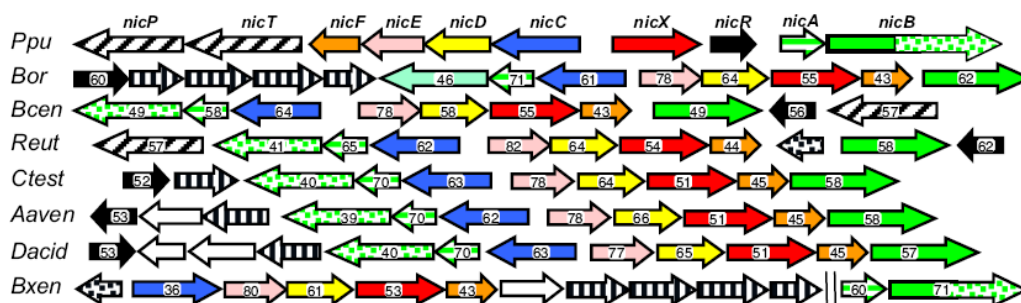 nicP nicT nicF nicE nicD nicC nicX nicR nicA nicB
Ppu
Bor 60 46 71 61 78 64 55 43 62
Bcen 49 58 64 78 58 55 43 49 56 57
Reut 57 41 65 62 82 64 54 44 58 62
Ctest 52 40 70 63 78 64 51 45 58
Aaven 53 39 70 62 78 66 51 45 58
Dacid 53 40 70 63 77 65 51 45 57
Bxen 36 80 61 53 43 60 71